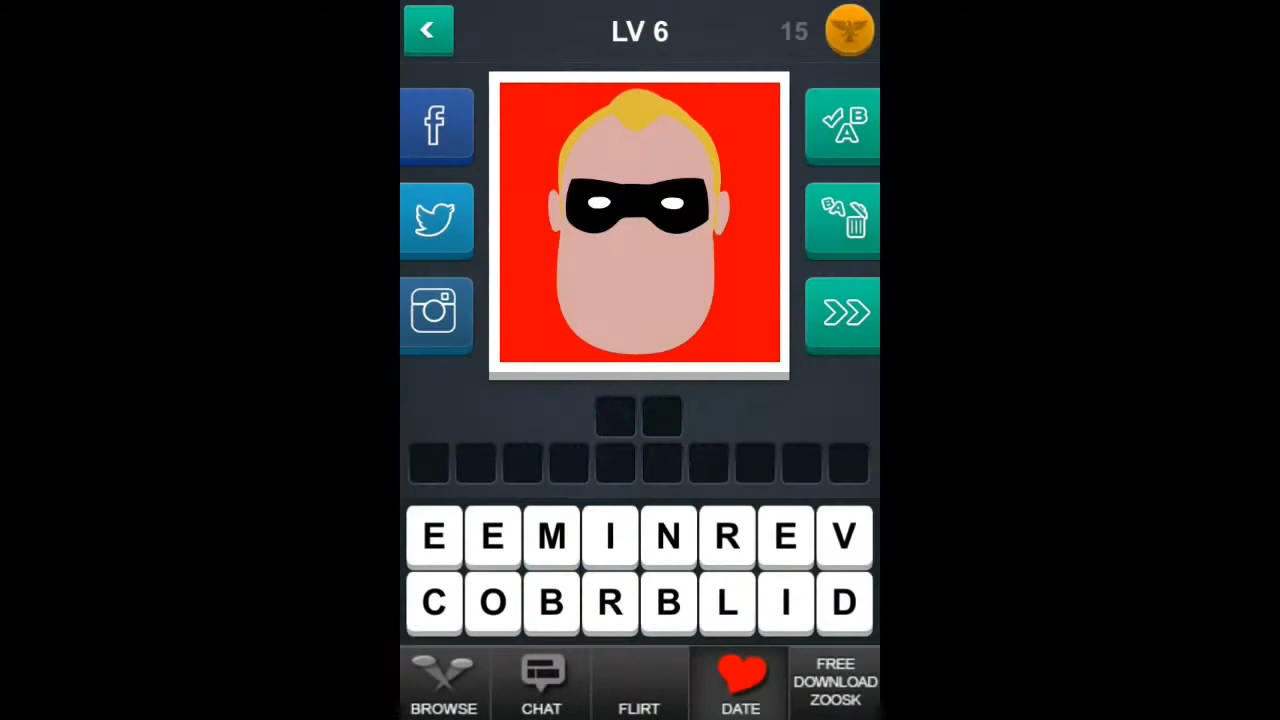 LV 6
15
E E M I N R E V
C O B R B L I D
BROWSE
CHAT
FLIRT
DATE
FREE
DOWNLOAD
ZOOSK